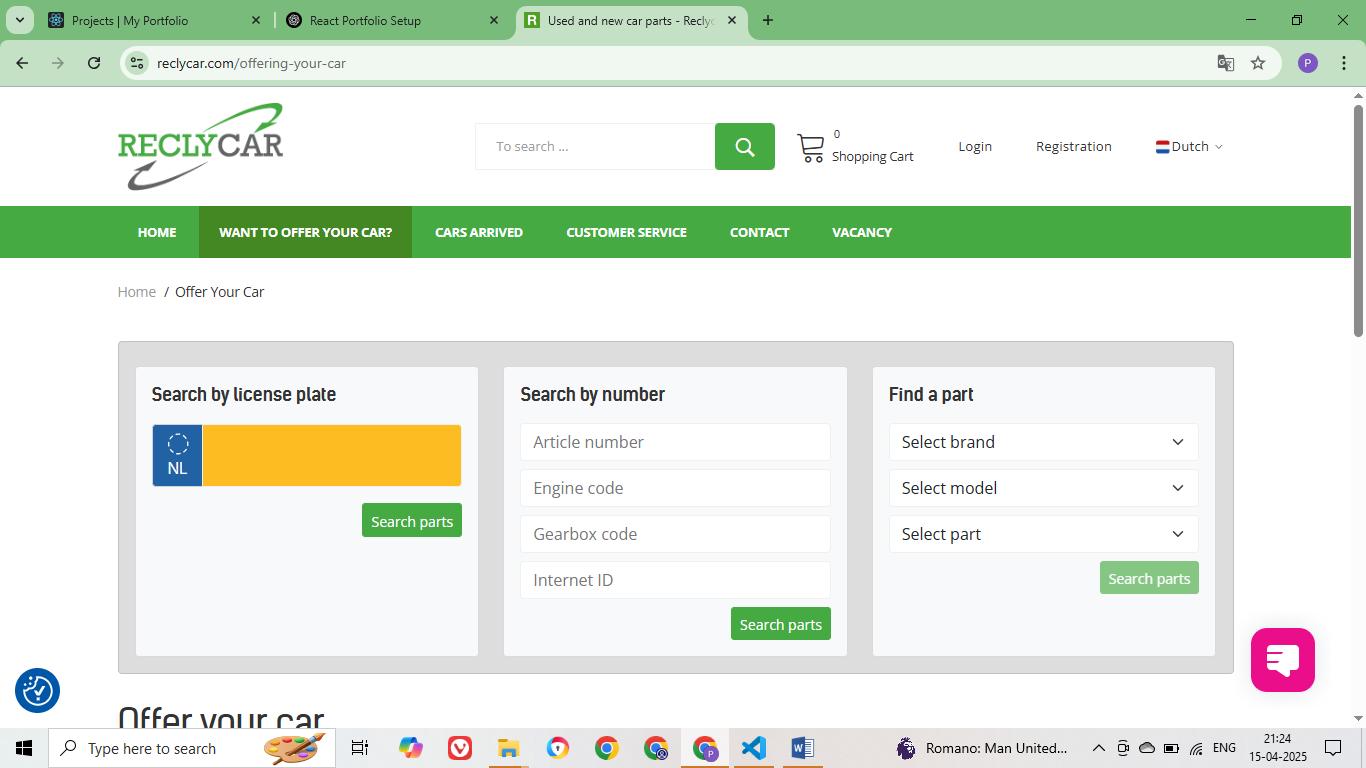 Projects | My Portfolio
React Portfolio Setup
R
Used and new car parts - Reclyc
reclycar.com/offering-your-car
P
RECLYCAR
To search ...
0
Shopping Cart
Login
Registration
Dutch
HOME
WANT TO OFFER YOUR CAR?
CARS ARRIVED
CUSTOMER SERVICE
CONTACT
VACANCY
Home / Offer Your Car
Search by license plate
NL
Search parts
Search by number
Article number
Engine code
Gearbox code
Internet ID
Search parts
Find a part
Select brand
Select model
Select part
Search parts
Offer your car
Type here to search
Romano: Man United...
ENG
21:24
15-04-2025